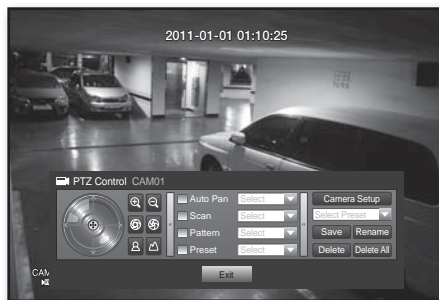 2011-01-01 01:10:25
PTZ Control CAM01
Auto Pan Select Camera Setup
Scan Select Select Preset
Pattern Select Save Rename
Preset Select Delete Delete All
CAM
Exit